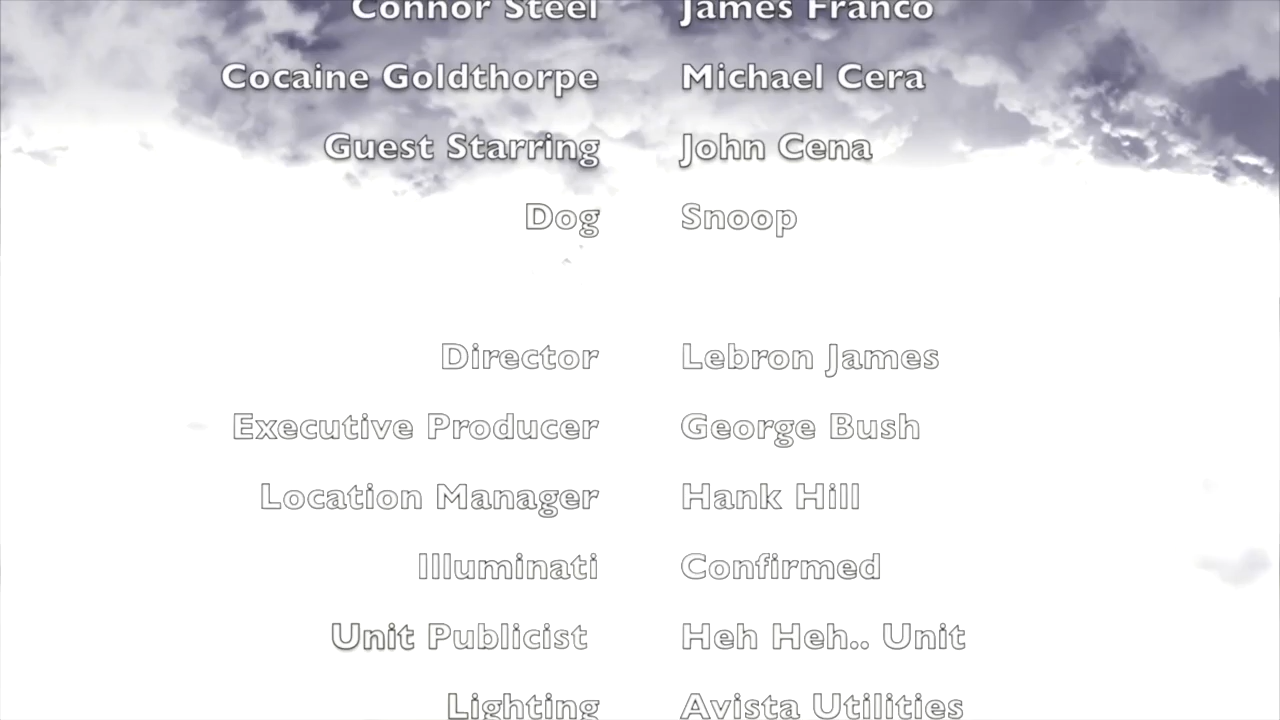 Connor Steel James Franco
Cocaine Goldthorpe Michael Cera
Guest Starring John Cena
Dog Snoop
Director Lebron James
Executive Producer George Bush
Location Manager Hank Hill
Illuminati Confirmed
Unit Publicist Heh Heh.. Unit
Lighting Avista Utilities